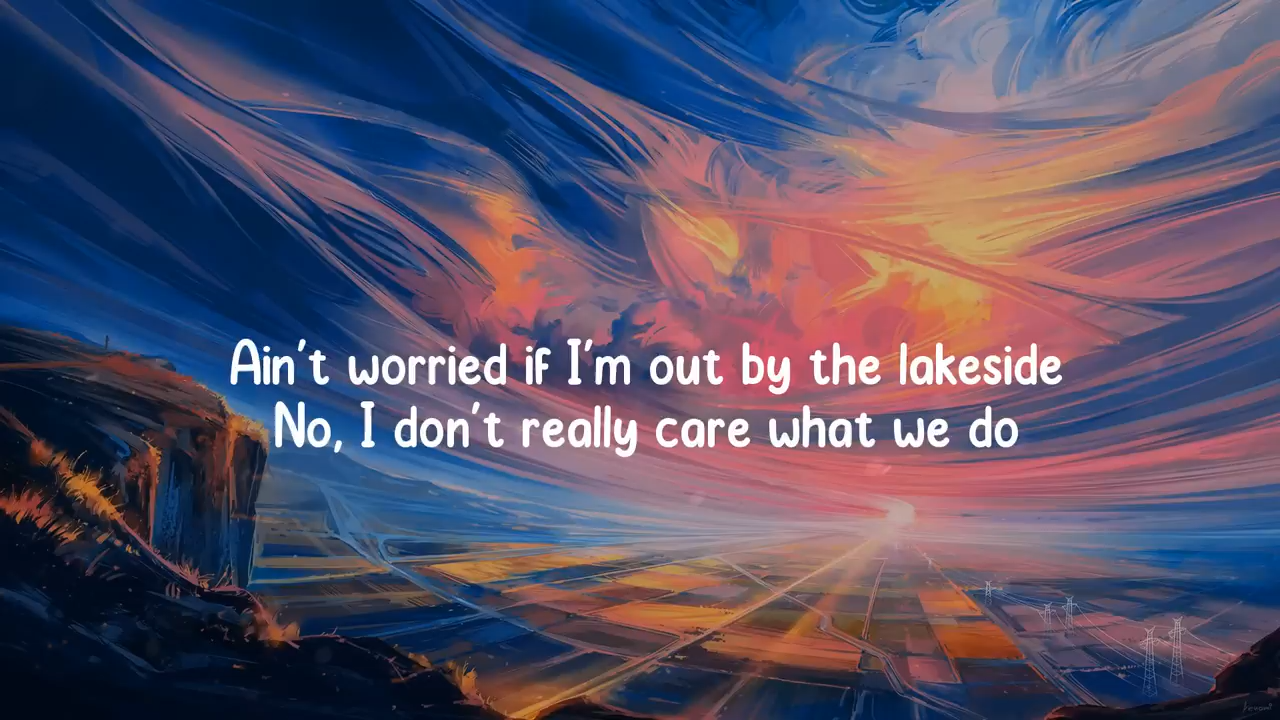 Ain't worried if I'm out by the lakeside
No, I don't really care what we do